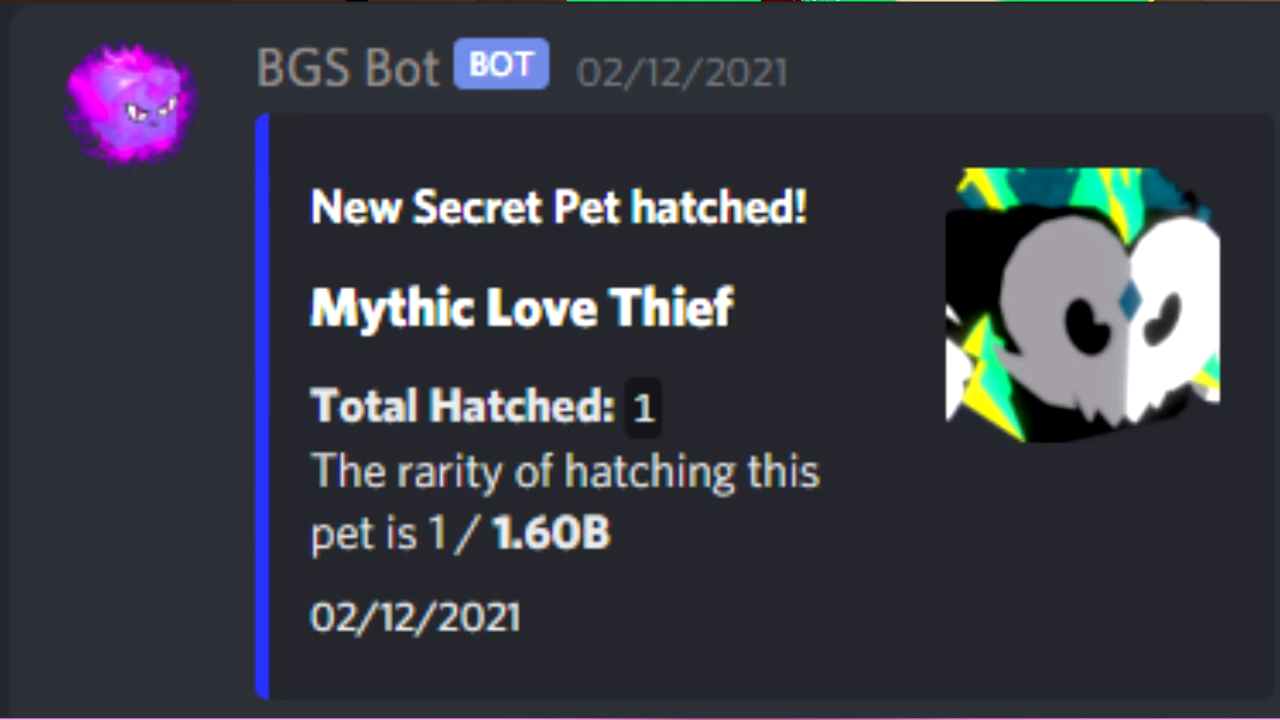 BGS Bot BOT 02/12/2021
New Secret Pet hatched!
Mythic Love Thief
Total Hatched: 1
The rarity of hatching this
pet is 1 / 1.60B
02/12/2021